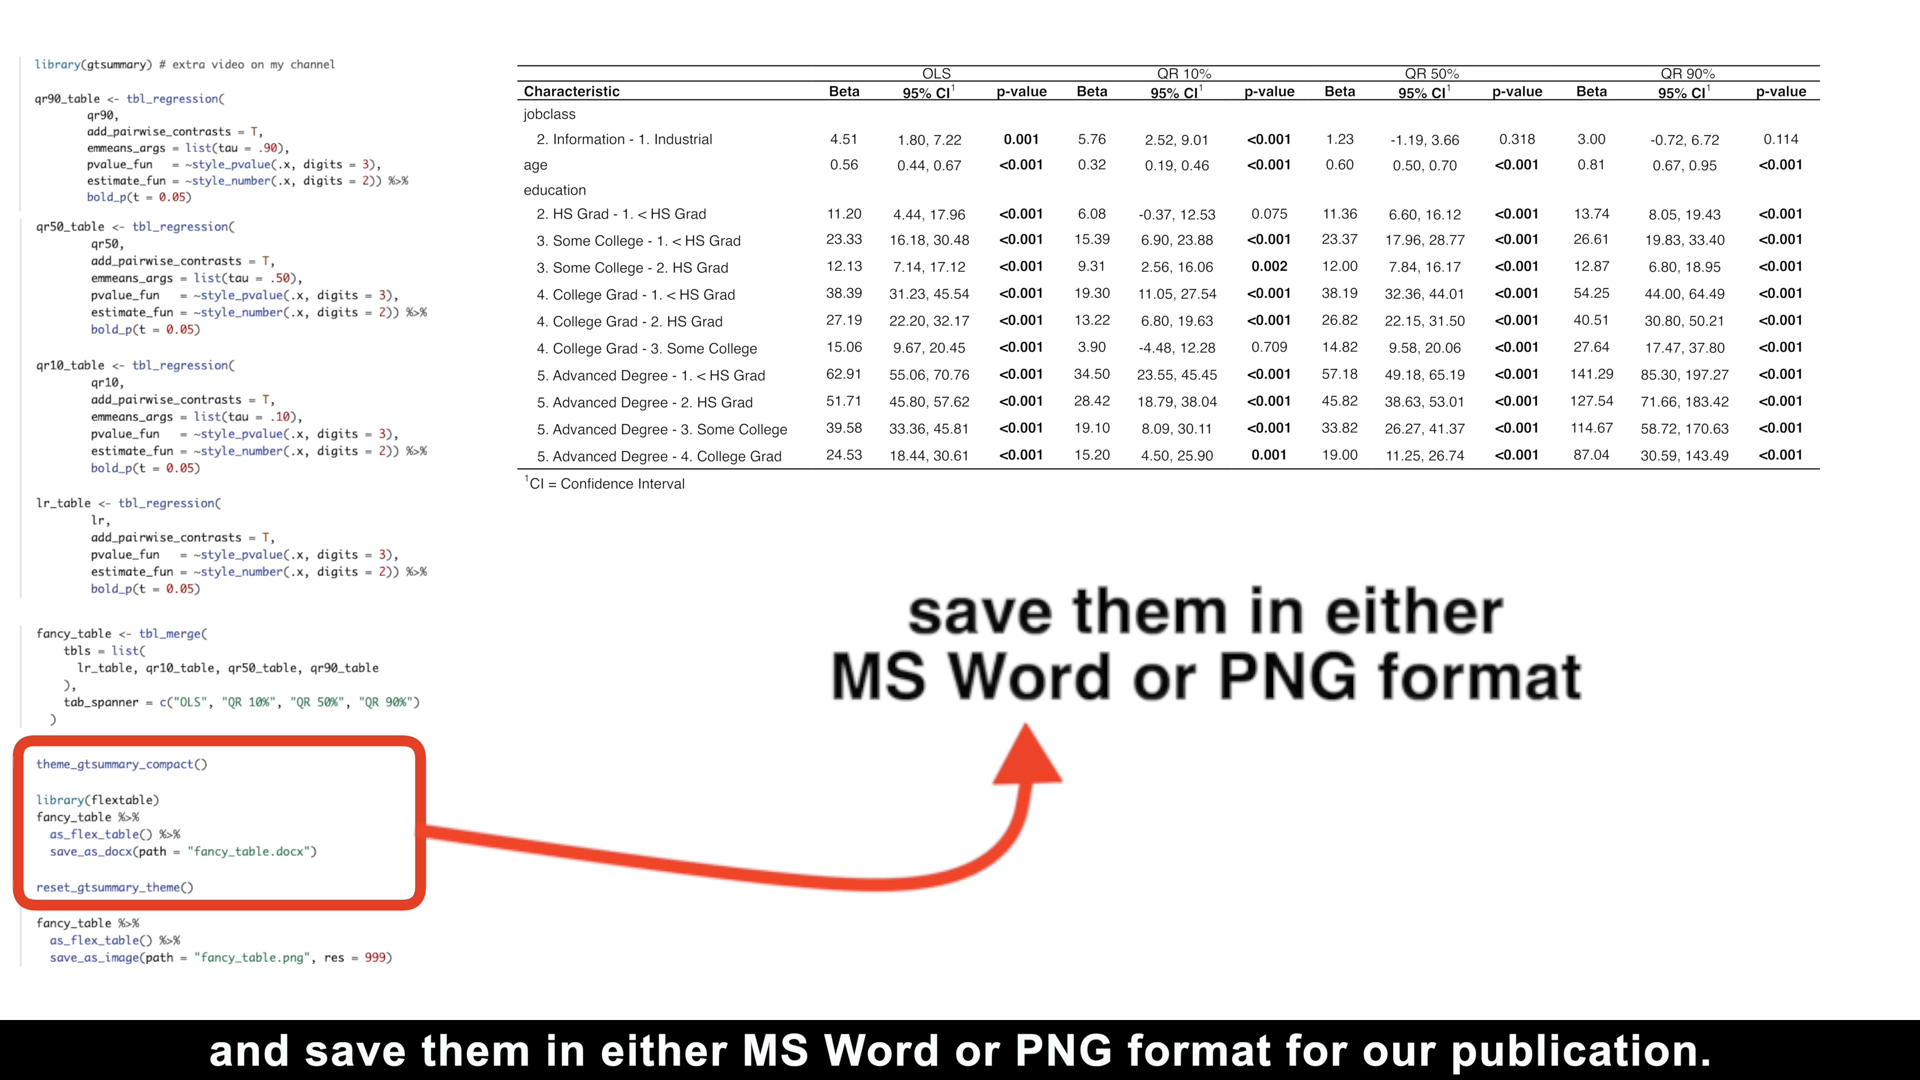 library(gtsummary) # extra video on my channel
qr90_table <- tbl_regression(
qr90,
add_pairwise_contrasts = T,
emmeans_args = list(tau = .90),
pvalue_fun   = ~style_pvalue(.x, digits = 3),
estimate_fun = ~style_number(.x, digits = 2)) %>%
bold_p(t = 0.05)
qr50_table <- tbl_regression(
qr50,
add_pairwise_contrasts = T,
emmeans_args = list(tau = .50),
pvalue_fun   = ~style_pvalue(.x, digits = 3),
estimate_fun = ~style_number(.x, digits = 2)) %>%
bold_p(t = 0.05)
qr10_table <- tbl_regression(
qr10,
add_pairwise_contrasts = T,
emmeans_args = list(tau = .10),
pvalue_fun   = ~style_pvalue(.x, digits = 3),
estimate_fun = ~style_number(.x, digits = 2)) %>%
bold_p(t = 0.05)
lr_table <- tbl_regression(
lr,
add_pairwise_contrasts = T,
pvalue_fun   = ~style_pvalue(.x, digits = 3),
estimate_fun = ~style_number(.x, digits = 2)) %>%
bold_p(t = 0.05)
fancy_table <- tbl_merge(
tbls = list(
lr_table, qr10_table, qr50_table, qr90_table
),
tab_spanner = c("OLS", "QR 10%", "QR 50%", "QR 90%")
)
theme_gtsummary_compact()
library(flextable)
fancy_table %>%
as_flex_table() %>%
save_as_docx(path = "fancy_table.docx")
reset_gtsummary_theme()
fancy_table %>%
as_flex_table() %>%
save_as_image(path = "fancy_table.png", res = 999)
OLS QR 10% QR 50% QR 90%
Characteristic Beta 95% CI¹ p-value Beta 95% CI¹ p-value Beta 95% CI¹ p-value Beta 95% CI¹ p-value
jobclass
2. Information - 1. Industrial 4.51 1.80, 7.22 0.001 5.76 2.52, 9.01 <0.001 1.23 -1.19, 3.66 0.318 3.00 -0.72, 6.72 0.114
age 0.56 0.44, 0.67 <0.001 0.32 0.19, 0.46 <0.001 0.60 0.50, 0.70 <0.001 0.81 0.67, 0.95 <0.001
education
2. HS Grad - 1. < HS Grad 11.20 4.44, 17.96 <0.001 6.08 -0.37, 12.53 0.075 11.36 6.60, 16.12 <0.001 13.74 8.05, 19.43 <0.001
3. Some College - 1. < HS Grad 23.33 16.18, 30.48 <0.001 15.39 6.90, 23.88 <0.001 23.37 17.96, 28.77 <0.001 26.61 19.83, 33.40 <0.001
3. Some College - 2. HS Grad 12.13 7.14, 17.12 <0.001 9.31 2.56, 16.06 0.002 12.00 7.84, 16.17 <0.001 12.87 6.80, 18.95 <0.001
4. College Grad - 1. < HS Grad 38.39 31.23, 45.54 <0.001 19.30 11.05, 27.54 <0.001 38.19 32.36, 44.01 <0.001 54.25 44.00, 64.49 <0.001
4. College Grad - 2. HS Grad 27.19 22.20, 32.17 <0.001 13.22 6.80, 19.63 <0.001 26.82 22.15, 31.50 <0.001 40.51 30.80, 50.21 <0.001
4. College Grad - 3. Some College 15.06 9.67, 20.45 <0.001 3.90 -4.48, 12.28 0.709 14.82 9.58, 20.06 <0.001 27.64 17.47, 37.80 <0.001
5. Advanced Degree - 1. < HS Grad 62.91 55.06, 70.76 <0.001 34.50 23.55, 45.45 <0.001 57.18 49.18, 65.19 <0.001 141.29 85.30, 197.27 <0.001
5. Advanced Degree - 2. HS Grad 51.71 45.80, 57.62 <0.001 28.42 18.79, 38.04 <0.001 45.82 38.63, 53.01 <0.001 127.54 71.66, 183.42 <0.001
5. Advanced Degree - 3. Some College 39.58 33.36, 45.81 <0.001 19.10 8.09, 30.11 <0.001 33.82 26.27, 41.37 <0.001 114.67 58.72, 170.63 <0.001
5. Advanced Degree - 4. College Grad 24.53 18.44, 30.61 <0.001 15.20 4.50, 25.90 0.001 19.00 11.25, 26.74 <0.001 87.04 30.59, 143.49 <0.001
¹CI = Confidence Interval
save them in either
MS Word or PNG format
and save them in either MS Word or PNG format for our publication.